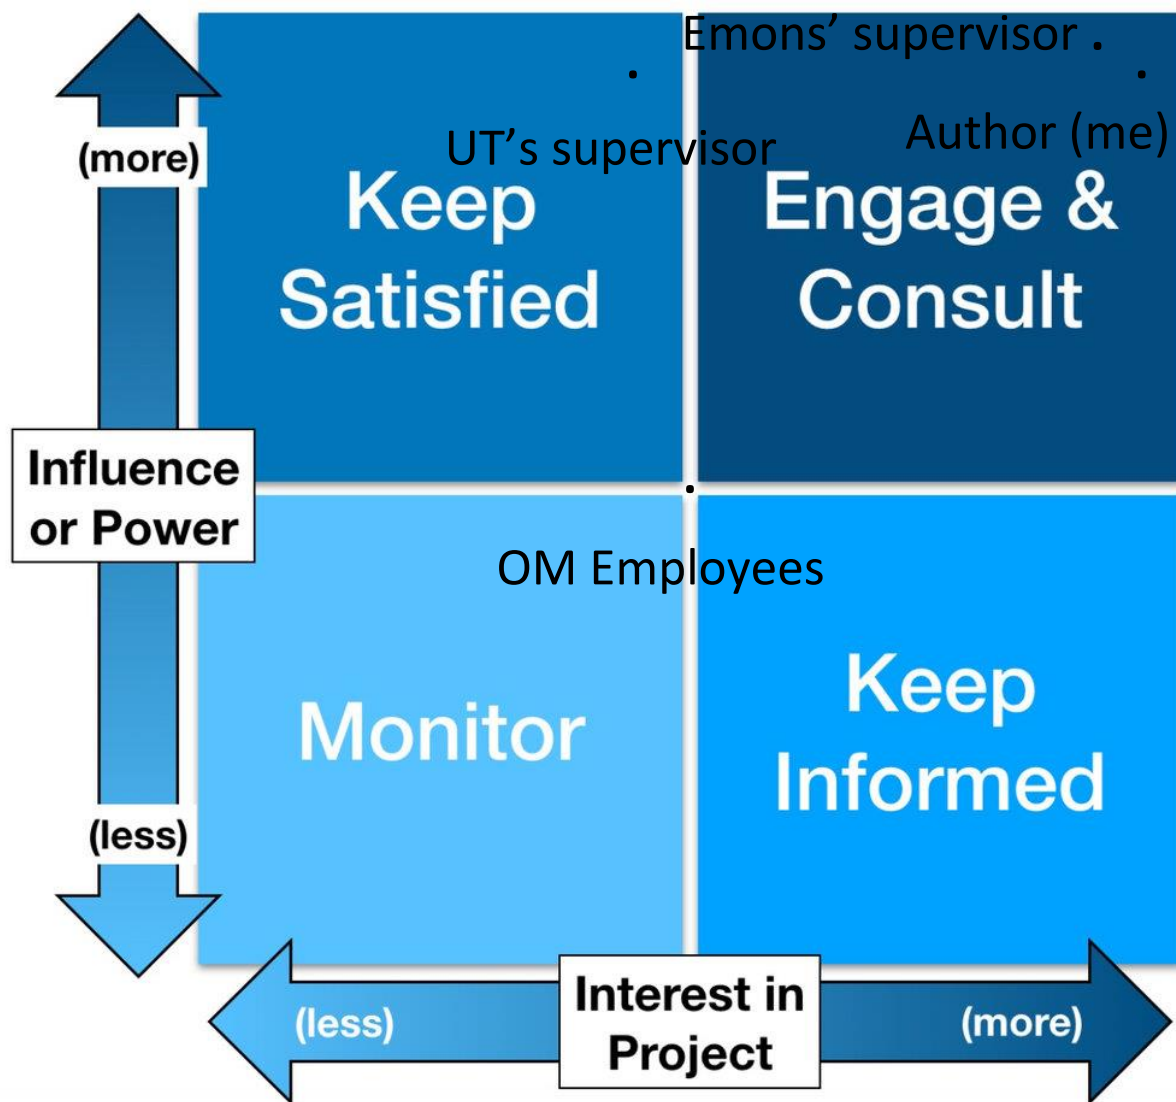 Emons’ supervisor .
(more)
UT’s supervisor
Author (me)
Keep
Satisfied
Engage &
Consult
Influence
or Power
OM Employees
Monitor
Keep
Informed
(less)
(less)
Interest in
Project
(more)